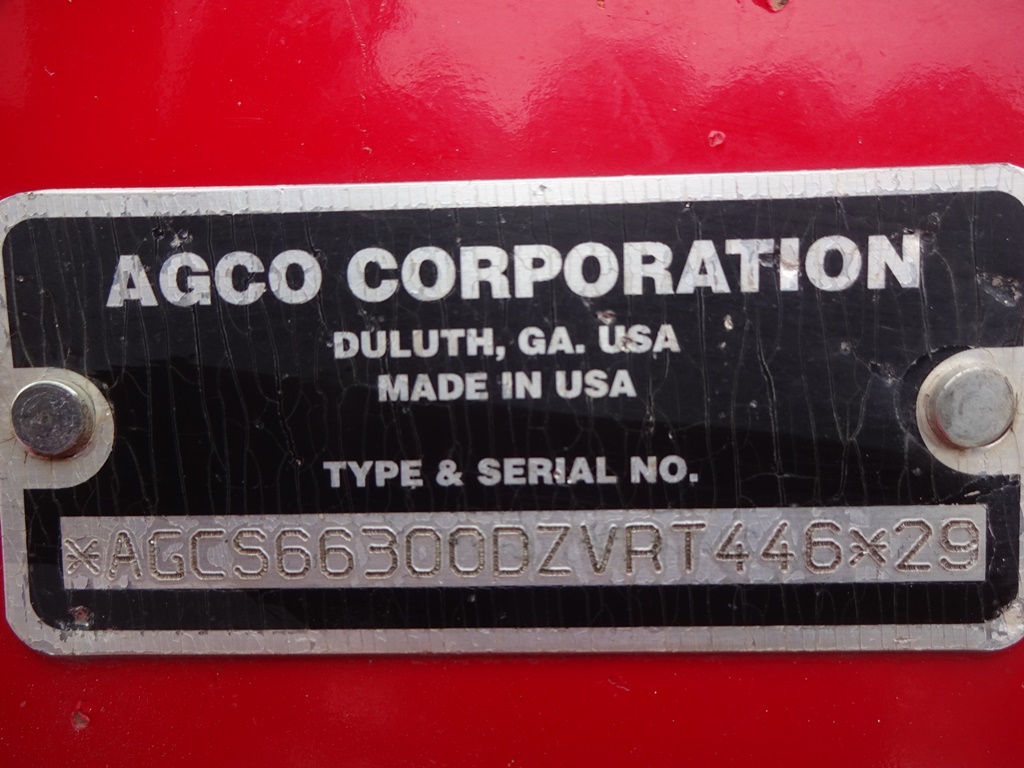 AGCO CORPORATION
DULUTH, GA. USA
MADE IN USA
TYPE & SERIAL NO.
*AGCS66300DZVRT446*29